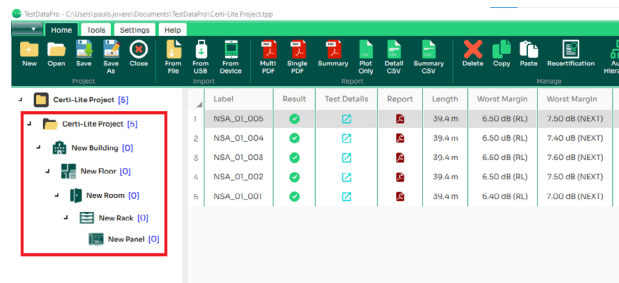 TestDataPro - C:\Users\paulo.jovero\Documents\TestDataPro\Certi-Lite Project.tpp
Home Tools Settings Help
New Open Save Save As Close From File From USB From Device Multi PDF Single PDF Summary Plot Only Detail CSV Summary CSV Delete Copy Paste Recertification
Project Import Report Manage
Certi-Lite Project [5]
Certi-Lite Project [5]
New Building [0]
New Floor [0]
New Room [0]
New Rack [0]
New Panel [0]
Label Result Test Details Report Length Worst Margin Worst Margin
1 NSA_01_005 39.4 m 6.50 dB (RL) 7.50 dB (NEXT)
2 NSA_01_004 39.4 m 6.50 dB (RL) 7.40 dB (NEXT)
3 NSA_01_003 39.4 m 6.60 dB (RL) 7.60 dB (NEXT)
4 NSA_01_002 39.4 m 6.50 dB (RL) 7.50 dB (NEXT)
5 NSA_01_001 39.4 m 6.40 dB (RL) 7.00 dB (NEXT)